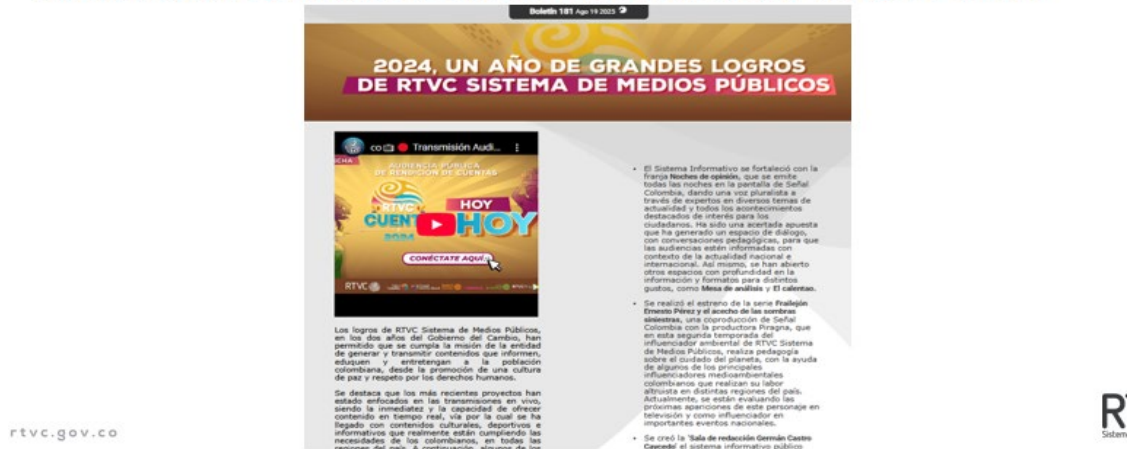 Boletín 181 Ago 19 2025
2024, UN AÑO DE GRANDES LOGROS
DE RTVC SISTEMA DE MEDIOS PÚBLICOS
co Transmisión Audi...
AUDIENCIA PÚBLICA
DE RENDICIÓN DE CUENTAS
RTVC
CUENT
2024
HOY
HOY
CONÉCTATE AQUÍ
RTVC
Los logros de RTVC Sistema de Medios Públicos,
en los dos años del Gobierno del Cambio, han
permitido que se cumpla la misión de la entidad
de generar y transmitir contenidos que informen,
eduquen y entretengan a la población
colombiana, desde la promoción de una cultura
de paz y respeto por los derechos humanos.
Se destaca que los más recientes proyectos han
estado enfocados en las transmisiones en vivo,
siendo la inmediatez y la capacidad de ofrecer
contenido en tiempo real, vía por la cual se ha
llegado con contenidos culturales, deportivos e
informativos que realmente están cumpliendo las
necesidades de los colombianos, en todas las
regiones del país. A continuación, algunos de los
• El Sistema Informativo se fortaleció con la
franja Noches de opinión, que se emite
todas las noches en la pantalla de Señal
Colombia, dando una voz pluralista a
través de expertos en diversos temas de
actualidad y todos los acontecimientos
destacados de interés para los
ciudadanos. Ha sido una acertada apuesta
que ha generado un espacio de diálogo,
con conversaciones pedagógicas, para que
las audiencias estén informadas con
contexto de la actualidad nacional e
internacional. Así mismo, se han abierto
otros espacios con profundidad en la
información y formatos para distintos
gustos, como Mesa de análisis y El calentao.
• Se realizó el estreno de la serie Frailejón
Ernesto Pérez y el acecho de las sombras
siniestras, una coproducción de Señal
Colombia con la productora Piragna, que
en esta segunda temporada del
influenciador ambiental de RTVC Sistema
de Medios Públicos, realiza pedagogía
sobre el cuidado del planeta, con la ayuda
de algunos de los principales
influenciadores medioambientales
colombianos que realizan su labor
altruista en distintas regiones del país.
Actualmente, se están evaluando las
próximas apariciones de este personaje en
televisión y como influenciador en
importantes eventos nacionales.
• Se creó la 'Sala de redacción Germán Castro
Caycedo' el sistema informativo público
rtvc.gov.co
RT
Sistem